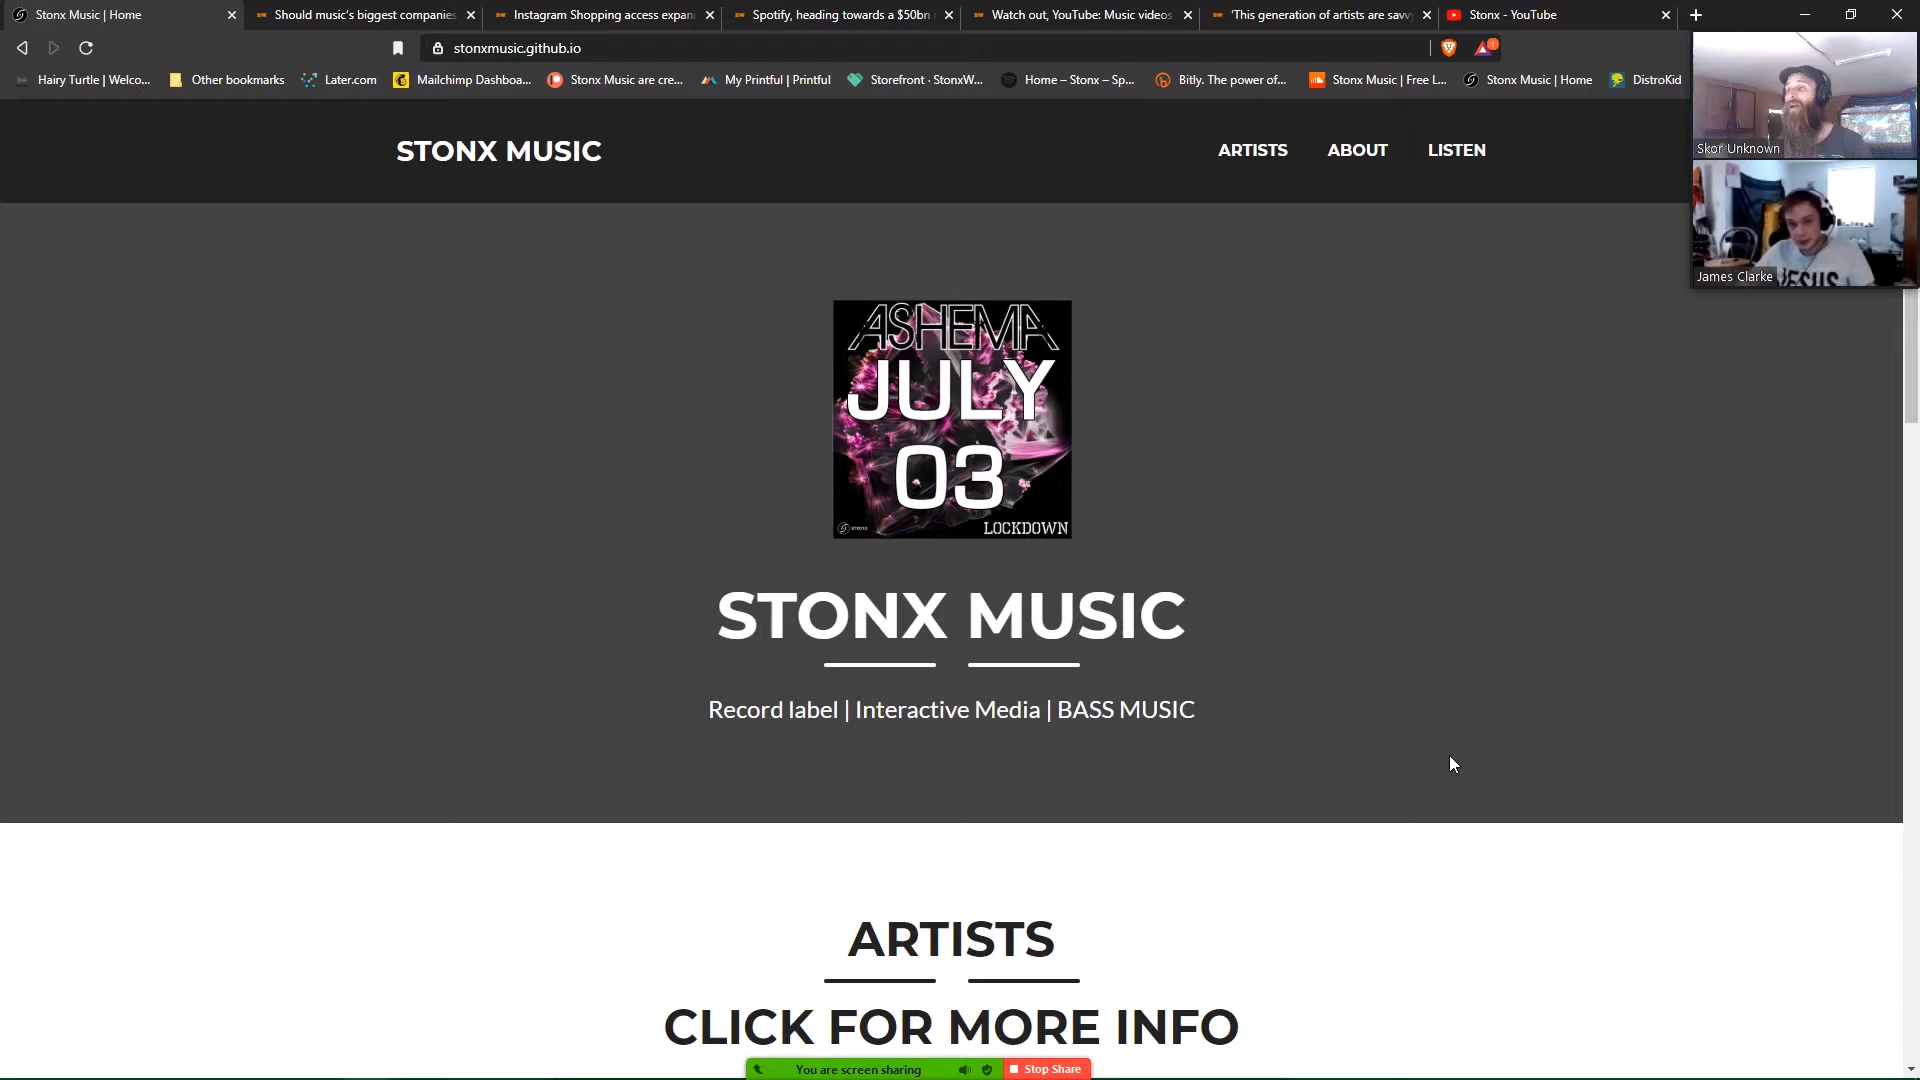 Stonx Music | Home
Should music's biggest companies
Instagram Shopping access expan
Spotify, heading towards a $50bn
Watch out, YouTube: Music videos
'This generation of artists are savvy
Stonx - YouTube
stonxmusic.github.io
1
Hairy Turtle | Welco...
Other bookmarks
Later.com
Mailchimp Dashboa...
Stonx Music are cre...
My Printful | Printful
Storefront · StonxW...
Home – Stonx – Sp...
Bitly. The power of...
Stonx Music | Free L...
Stonx Music | Home
DistroKid
Skor Unknown
James Clarke
JESUS
STONX MUSIC
ARTISTS
ABOUT
LISTEN
ASHEMA
JULY
03
LOCKDOWN
STONX MUSIC
Record label | Interactive Media | BASS MUSIC
ARTISTS
CLICK FOR MORE INFO
You are screen sharing
Stop Share